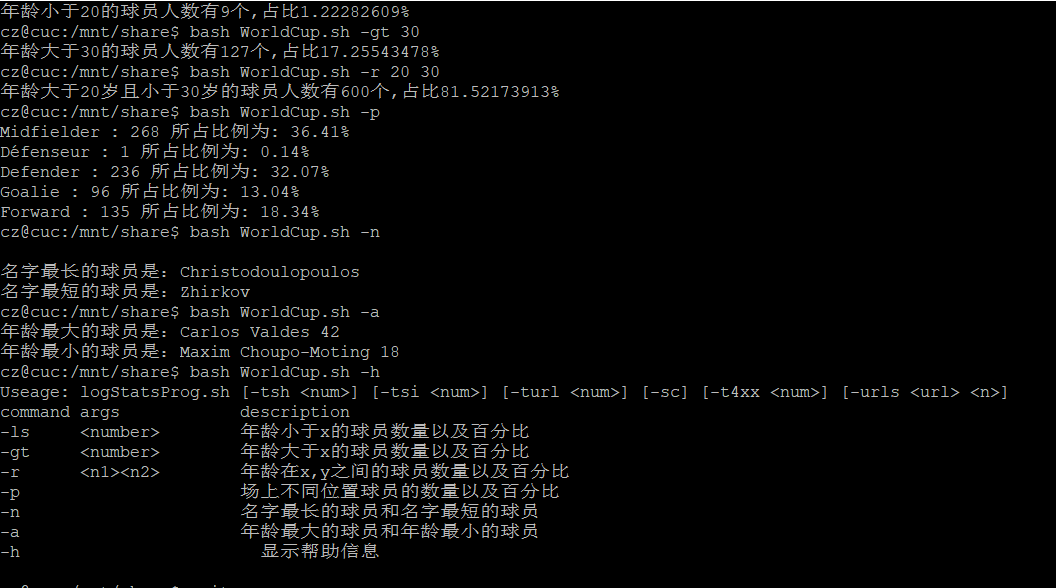 年龄小于20的球员人数有9个,占比1.22282609%
cz@cuc:/mnt/share$ bash WorldCup.sh -gt 30
年龄大于30的球员人数有127个,占比17.25543478%
cz@cuc:/mnt/share$ bash WorldCup.sh -r 20 30
年龄大于20岁且小于30岁的球员人数有600个,占比81.52173913%
cz@cuc:/mnt/share$ bash WorldCup.sh -p
Midfielder : 268 所占比例为: 36.41%
Défenseur : 1 所占比例为: 0.14%
Defender : 236 所占比例为: 32.07%
Goalie : 96 所占比例为: 13.04%
Forward : 135 所占比例为: 18.34%
cz@cuc:/mnt/share$ bash WorldCup.sh -n
名字最长的球员是: Christodoulopoulos
名字最短的球员是: Zhirkov
cz@cuc:/mnt/share$ bash WorldCup.sh -a
年龄最大的球员是: Carlos Valdes 42
年龄最小的球员是: Maxim Choupo-Moting 18
cz@cuc:/mnt/share$ bash WorldCup.sh -h
Useage: logStatsProg.sh [-tsh <num>] [-tsi <num>] [-turl <num>] [-sc] [-t4xx <num>] [-urls <url> <n>]
command args description
-ls <number> 年龄小于x的球员数量以及百分比
-gt <number> 年龄大于x的球员数量以及百分比
-r <n1><n2> 年龄在x,y之间的球员数量以及百分比
-p 场上不同位置球员的数量以及百分比
-n 名字最长的球员和名字最短的球员
-a 年龄最大的球员和年龄最小的球员
-h 显示帮助信息